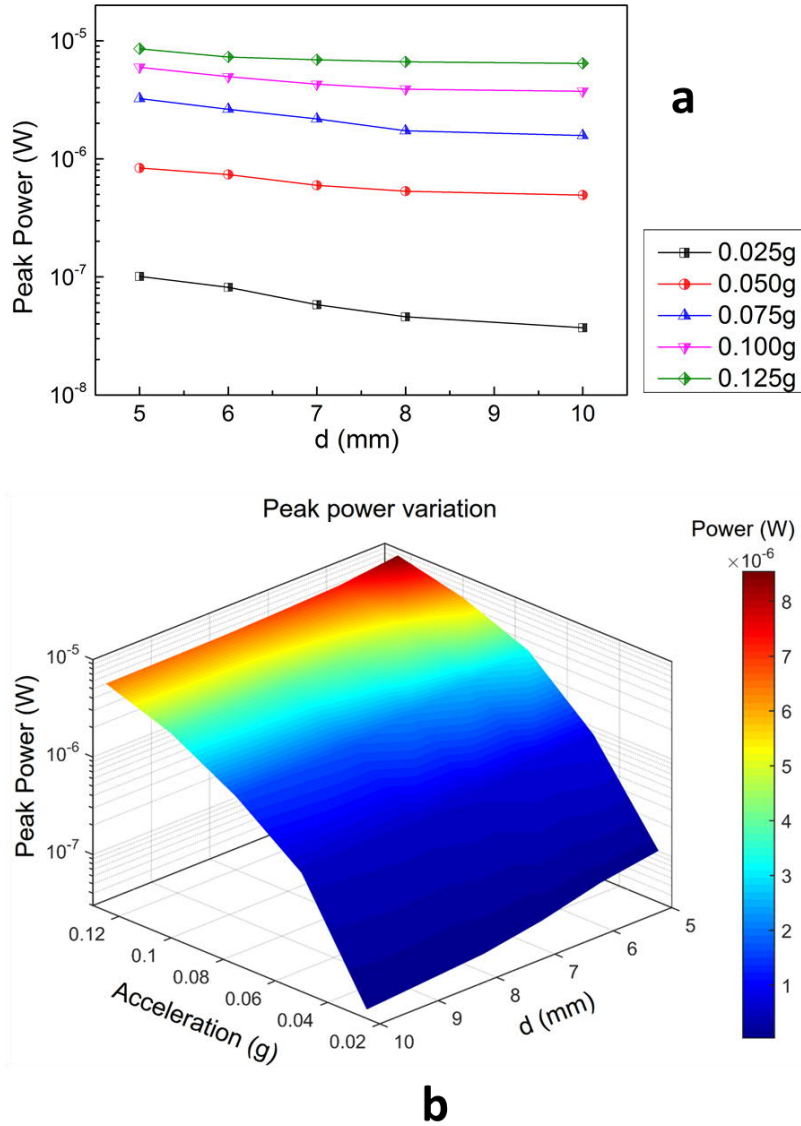 10⁻⁵
10⁻⁶
10⁻⁷
10⁻⁸
Peak Power (W)
5 6 7 8 9 10
d (mm)
a
0.025g
0.050g
0.075g
0.100g
0.125g
Peak power variation
Power (W)
×10⁻⁶
8
7
6
5
4
3
2
1
10⁻⁵
10⁻⁶
10⁻⁷
Peak Power (W)
0.12 0.1 0.08 0.06 0.04 0.02
Acceleration (g)
10 9 8 7 6 5
d (mm)
b